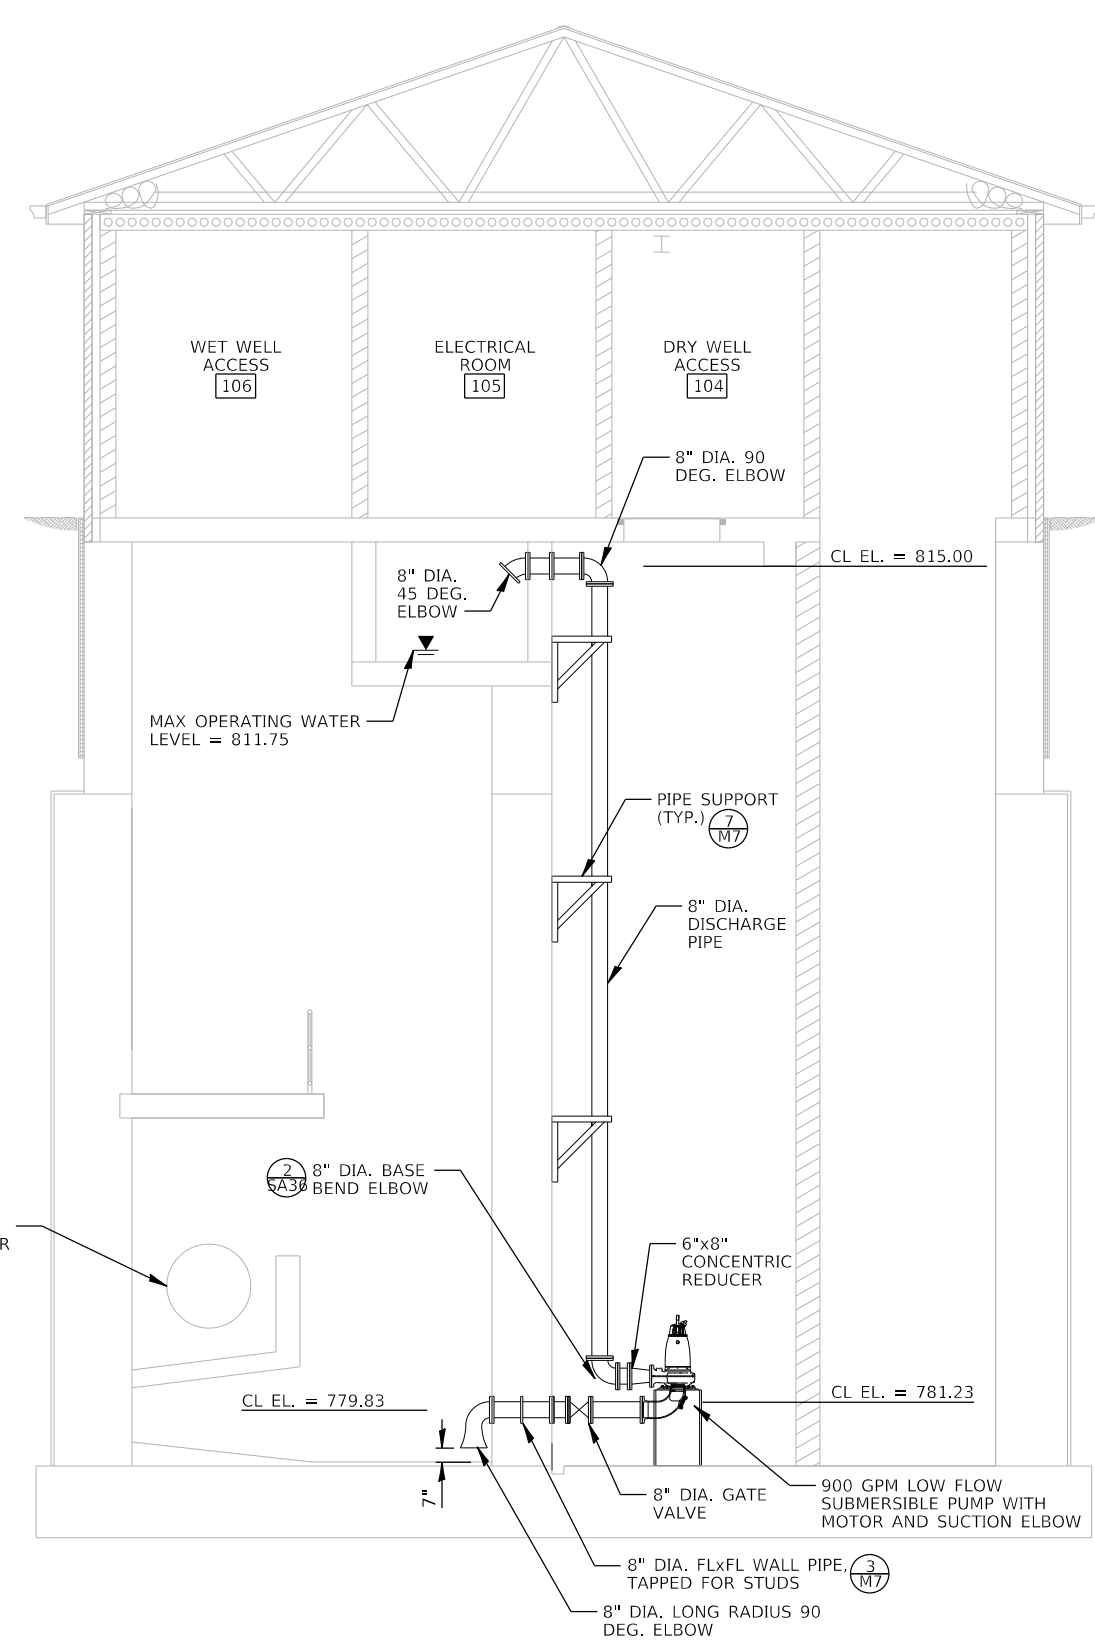 WET WELL
ACCESS
106
ELECTRICAL
ROOM
105
DRY WELL
ACCESS
104
8" DIA. 90
DEG. ELBOW
CL EL. = 815.00
8" DIA.
45 DEG.
ELBOW
MAX OPERATING WATER
LEVEL = 811.75
PIPE SUPPORT
(TYP.)
7
M7
8" DIA.
DISCHARGE
PIPE
2
SA36
8" DIA. BASE
BEND ELBOW
R
6"x8"
CONCENTRIC
REDUCER
CL EL. = 779.83
CL EL. = 781.23
7"
8" DIA. GATE
VALVE
900 GPM LOW FLOW
SUBMERSIBLE PUMP WITH
MOTOR AND SUCTION ELBOW
8" DIA. FLxFL WALL PIPE,
TAPPED FOR STUDS
3
M7
8" DIA. LONG RADIUS 90
DEG. ELBOW